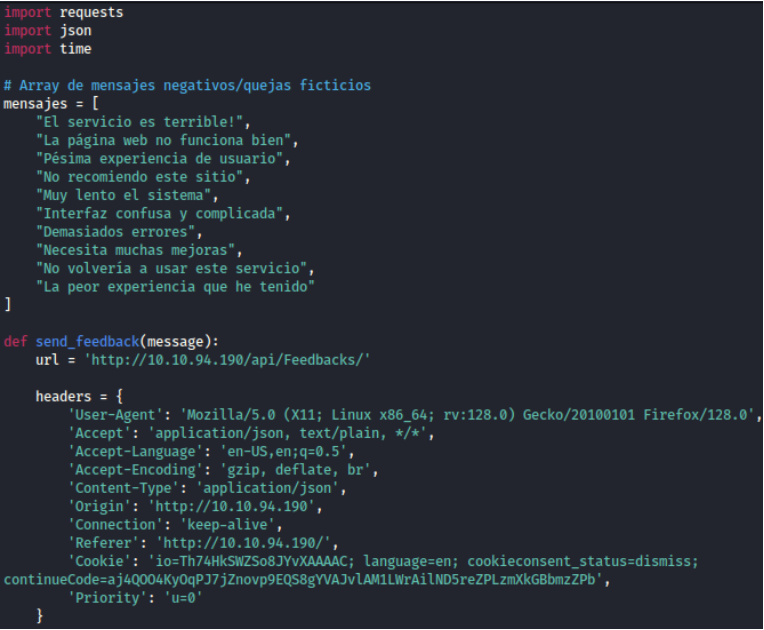 import requests
import json
import time
# Array de mensajes negativos/quejas ficticios
mensajes = [
"El servicio es terrible!",
"La página web no funciona bien",
"Pésima experiencia de usuario",
"No recomiendo este sitio",
"Muy lento el sistema",
"Interfaz confusa y complicada",
"Demasiados errores",
"Necesita muchas mejoras",
"No volvería a usar este servicio",
"La peor experiencia que he tenido"
]
def send_feedback(message):
url = 'http://10.10.94.190/api/Feedbacks/'
headers = {
'User-Agent': 'Mozilla/5.0 (X11; Linux x86_64; rv:128.0) Gecko/20100101 Firefox/128.0',
'Accept': 'application/json, text/plain, */*',
'Accept-Language': 'en-US,en;q=0.5',
'Accept-Encoding': 'gzip, deflate, br',
'Content-Type': 'application/json',
'Origin': 'http://10.10.94.190',
'Connection': 'keep-alive',
'Referer': 'http://10.10.94.190/',
'Cookie': 'io=Th74HkSWZSo8JYvXAAAAC; language=en; cookieconsent_status=dismiss;
continueCode=aj4QOO4KyOqPJ7jZnovp9EQS8gYVAJvlAM1LWrAilND5reZPLzmXkGBbmzZPb',
'Priority': 'u=0'
}